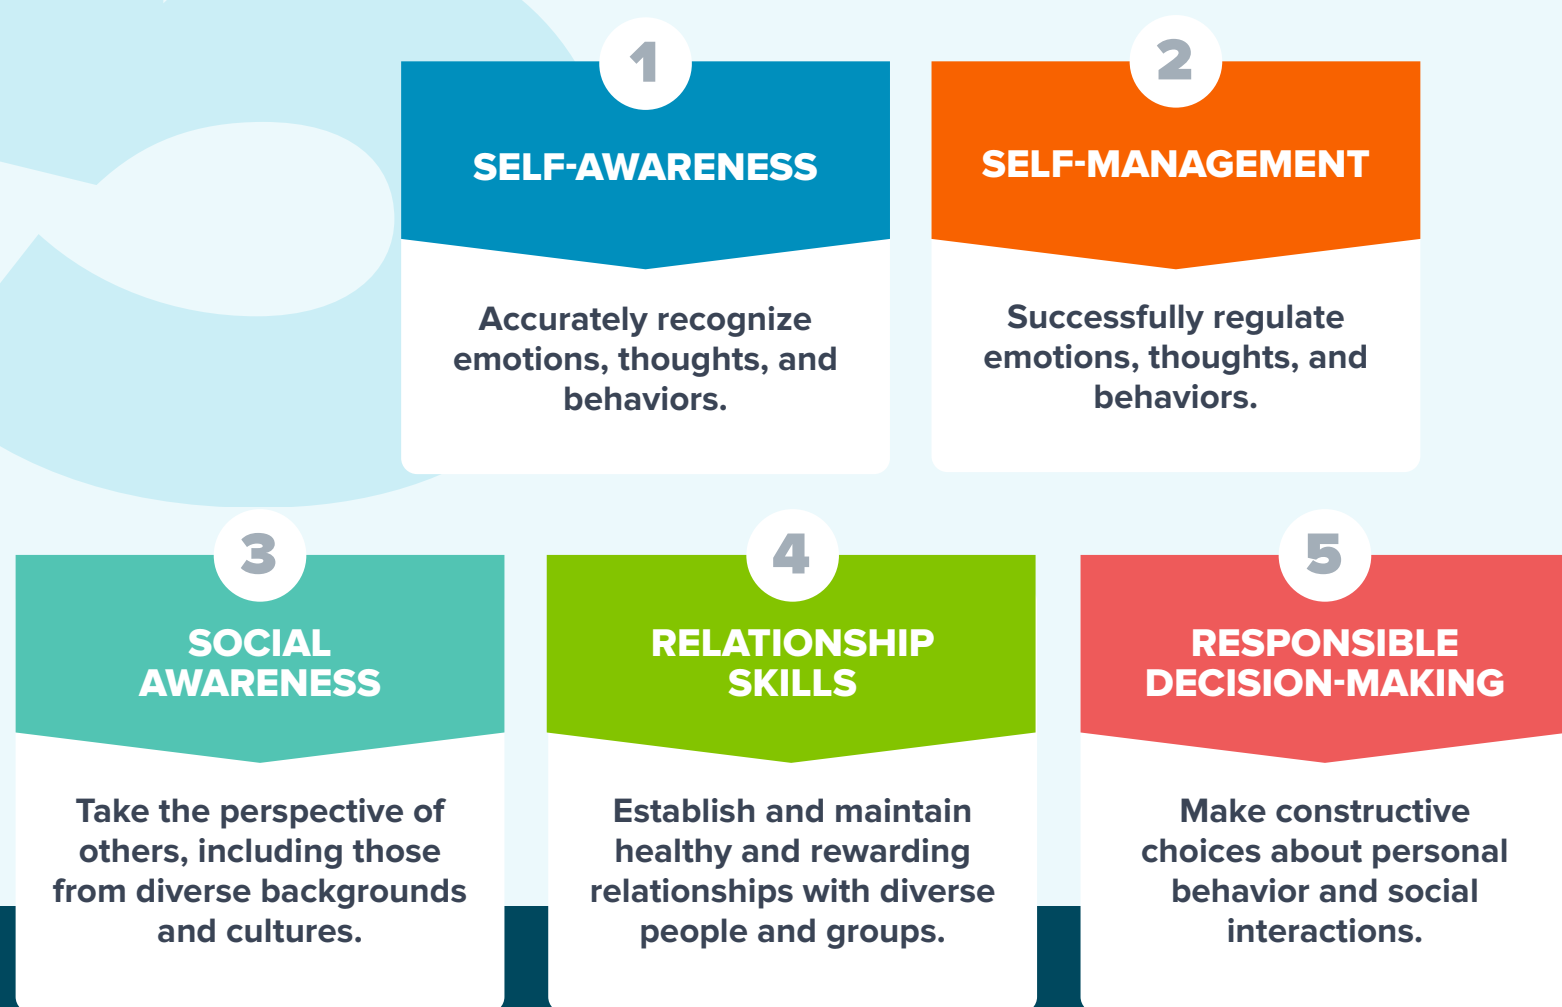 1
SELF-AWARENESS
Accurately recognize
emotions, thoughts, and
behaviors.
2
SELF-MANAGEMENT
Successfully regulate
emotions, thoughts, and
behaviors.
3
SOCIAL
AWARENESS
Take the perspective of
others, including those
from diverse backgrounds
and cultures.
4
RELATIONSHIP
SKILLS
Establish and maintain
healthy and rewarding
relationships with diverse
people and groups.
5
RESPONSIBLE
DECISION-MAKING
Make constructive
choices about personal
behavior and social
interactions.